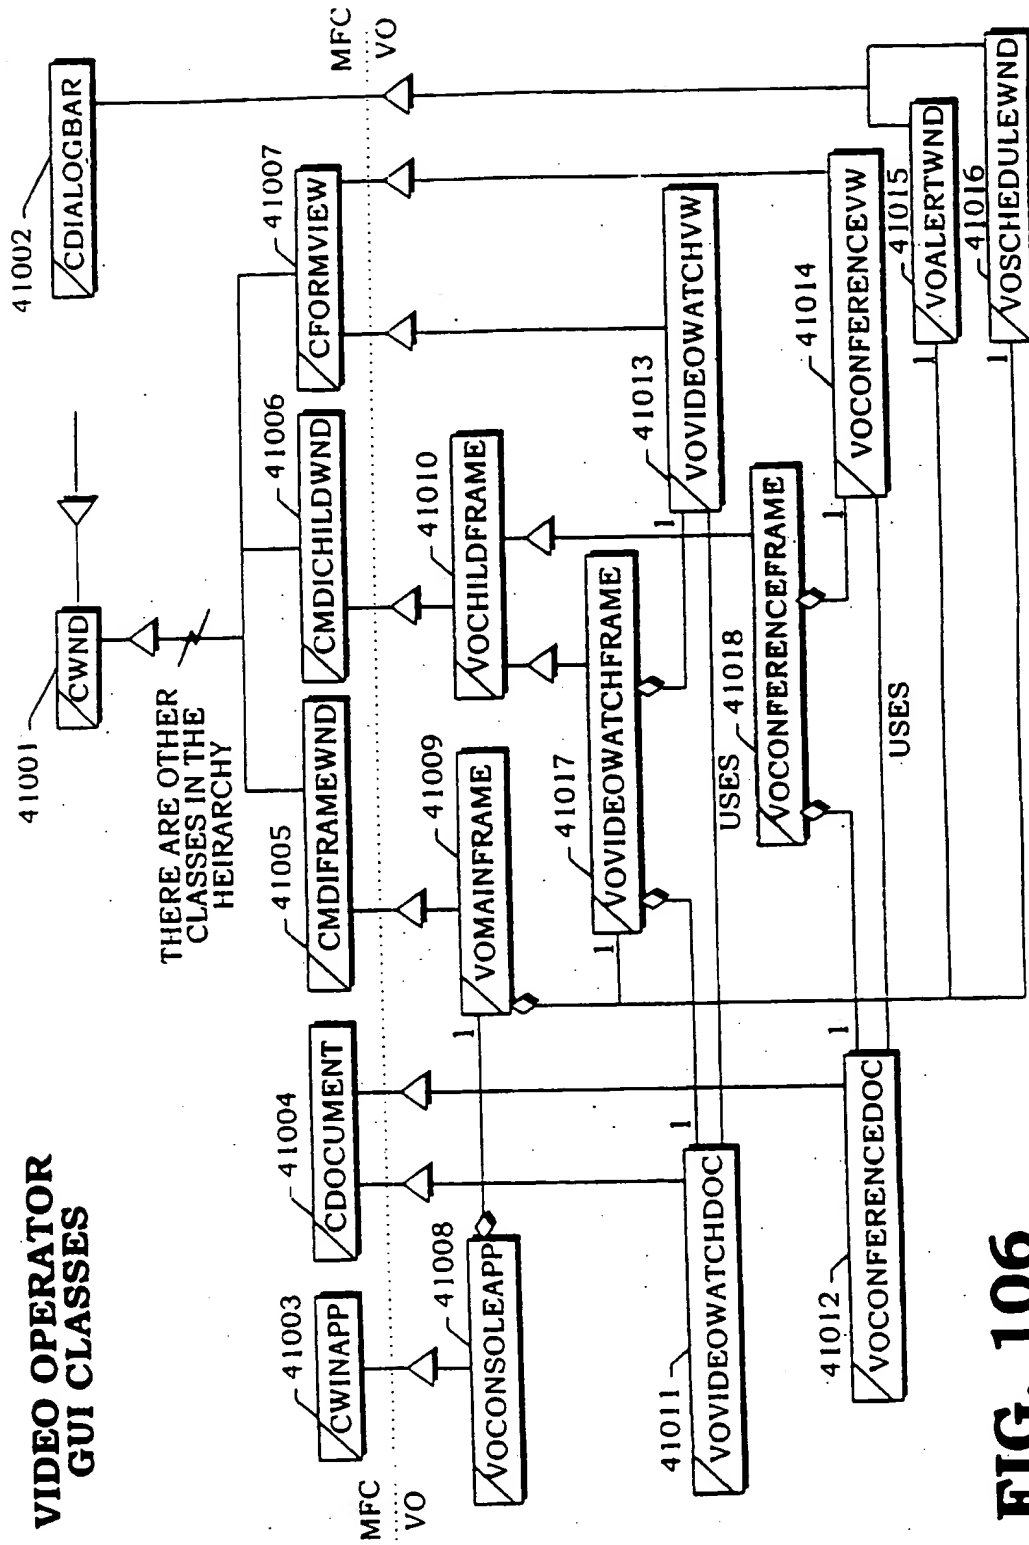 VIDEO OPERATOR
GUI CLASSES
41001
CWND
41002
CDIALOGBAR
THERE ARE OTHER
CLASSES IN THE
HEIRARCHY
41003
CWINAPP
41004
CDOCUMENT
41005
CMDIFRAMEWND
41006
CMDICHILDWND
41007
CFORMVIEW
MFC
VO
MFC
VO
41008
VOCONSOLEAPP
1
41009
VOMAINFRAME
41010
VOCHILDFRAME
41011
VOVIDEOWATCHDOC
1
41017
VOVIDEOWATCHFRAME
1
1
41013
VOVIDEOWATCHVW
USES
41012
VOCONFERENCEDOC
1
41018
VOCONFERENCEFRAME
1
41014
VOCONFERENCEVW
USES
41015
VOALERTWND
1
41016
VOSCHEDULEWND
1
FIG. 106